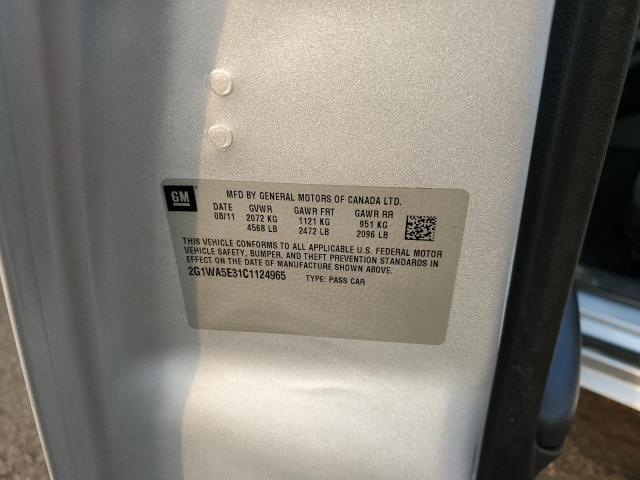 GM
MFD BY GENERAL MOTORS OF CANADA LTD.
DATE GVWR GAWR FRT GAWR RR
08/11 2072 KG 1121 KG 951 KG
4568 LB 2472 LB 2096 LB
THIS VEHICLE CONFORMS TO ALL APPLICABLE U.S. FEDERAL MOTOR
VEHICLE SAFETY, BUMPER, AND THEFT PREVENTION STANDARDS IN
EFFECT ON THE DATE OF MANUFACTURE SHOWN ABOVE.
2G1WA5E31C1124965 TYPE: PASS CAR